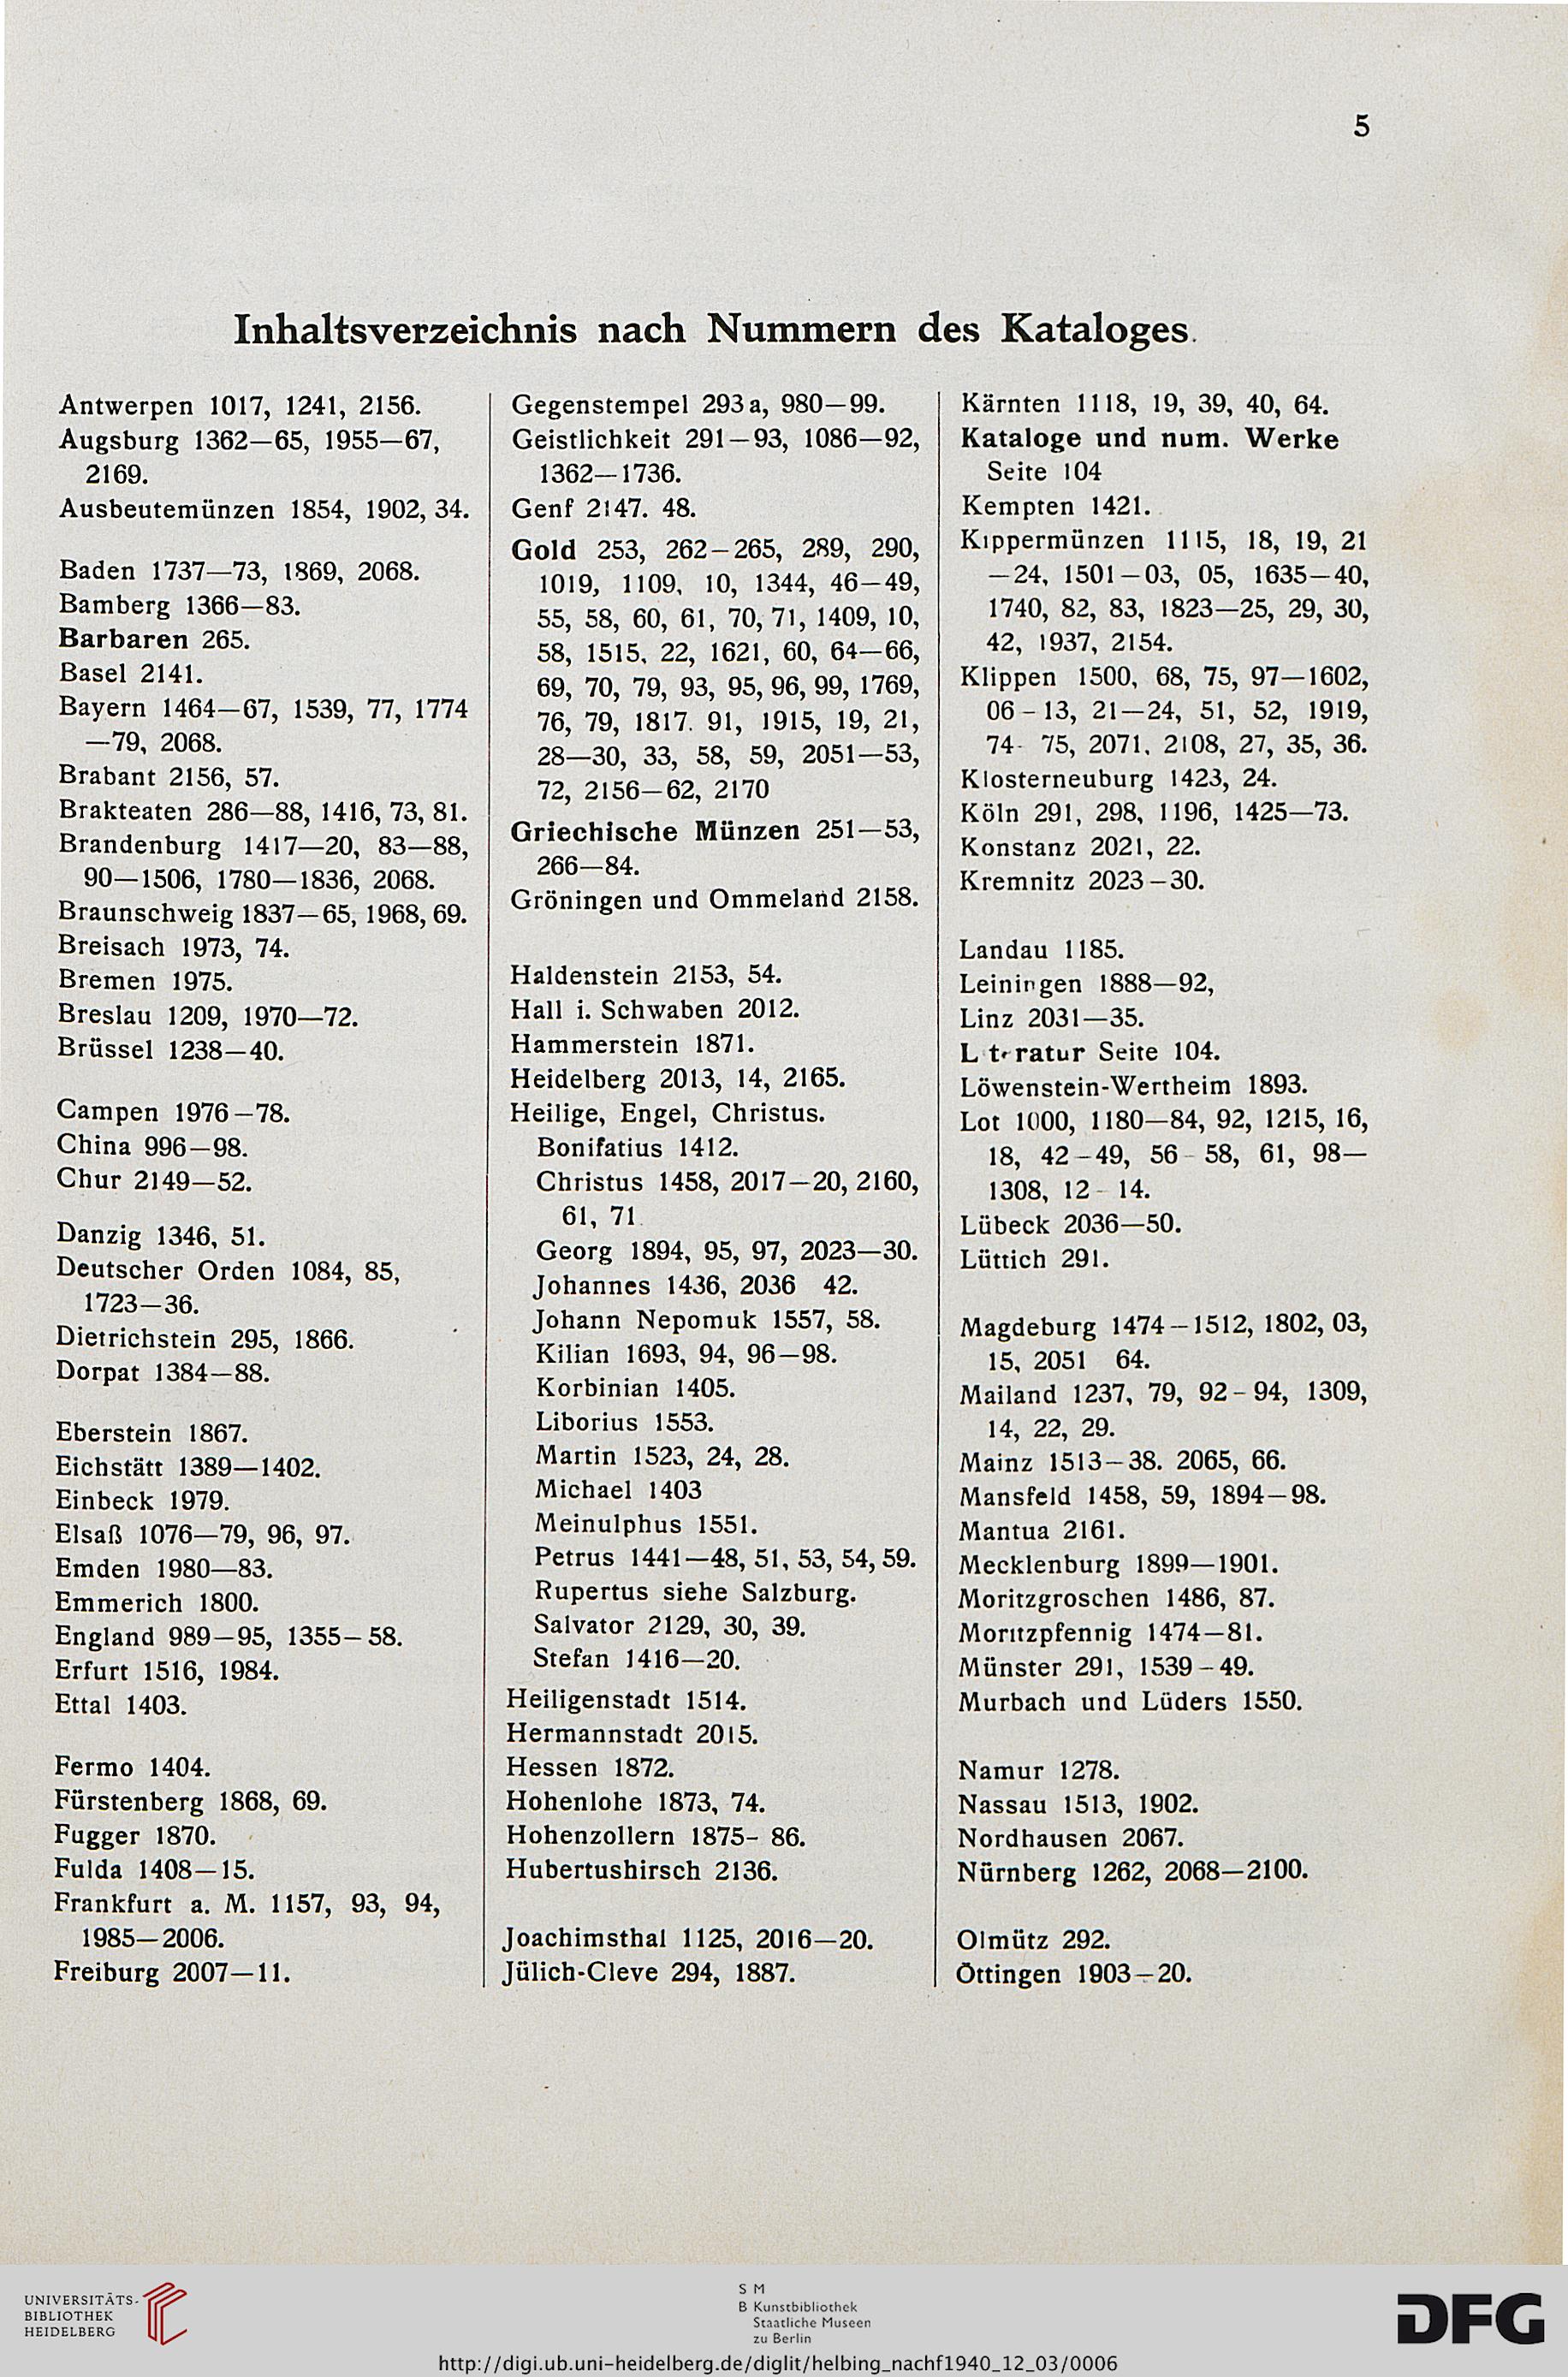 5
Inhaltsverzeichnis nach Nummern des Kataloges.
Antwerpen 1017, 1241, 2156.
Augsburg 1362—65, 1955—67,
2169.
Ausbeutemünzen 1854, 1902, 34.
Baden 1737—73, 1869, 2068.
Bamberg 1366—83.
Barbaren 265.
Basel 2141.
Bayern 1464—67, 1539, 77, 1774
—79, 2068.
Brabant 2156, 57.
Brakteaten 286—88, 1416, 73, 81.
Brandenburg 1417—20, 83—88,
90—1506, 1780—1836, 2068.
Braunschweig 1837—65, 1968, 69.
Breisach 1973, 74.
Bremen 1975.
Breslau 1209, 1970—72.
Brüssel 1238—40.
Campen 1976—78.
China 996—98.
Chur 2149—52.
Danzig 1346, 51.
Deutscher Orden 1084, 85,
1723—36.
Dietrichstein 295, 1866.
Dorpat 1384—88.
Eberstein 1867.
Eichstätt 1389—1402.
Einbeck 1979.
Elsaß 1076—79, 96, 97.
Emden 1980—83.
Emmerich 1800.
England 989—95, 1355—58.
Erfurt 1516, 1984.
Ettal 1403.
Fermo 1404.
Fürstenberg 1868, 69.
Fugger 1870.
Fulda 1408—15.
Frankfurt a. M. 1157, 93, 94,
1985—2006.
Freiburg 2007—11.
Gegenstempel 293 a, 980—99.
Geistlichkeit 291—93, 1086—92,
1362—1736.
Genf 2147. 48.
Gold 253, 262—265, 289, 290,
1019, 1109, 10, 1344, 46—49,
55, 58, 60, 61, 70, 71, 1409, 10,
58, 1515, 22, 1621, 60, 64—66,
69, 70, 79, 93, 95, 96, 99, 1769,
76, 79, 1817. 91, 1915, 19, 21,
28—30, 33, 58, 59, 2051—53,
72, 2156—62, 2170
Griechische Münzen 251—53,
266—84.
Gröningen und Ommeland 2158.
Haldenstein 2153, 54.
Hall i. Schwaben 2012.
Hammerstein 1871.
Heidelberg 2013, 14, 2165.
Heilige, Engel, Christus.
Bonifatius 1412.
Christus 1458, 2017—20, 2160,
61, 71.
Georg 1894, 95, 97, 2023—30.
Johannes 1436, 2036 42.
Johann Nepomuk 1557, 58.
Kilian 1693, 94, 96—98.
Korbinian 1405.
Liborius 1553.
Martin 1523, 24, 28.
Michael 1403
Meinulphus 1551.
Petrus 1441—48, 51, 53, 54, 59.
Rupertus siehe Salzburg.
Salvator 2129, 30, 39.
Stefan 1416—20.
Heiligenstadt 1514.
Hermannstadt 2015.
Hessen 1872.
Hohenlohe 1873, 74.
Hohenzollern 1875- 86.
Hubertushirsch 2136.
Joachimsthal 1125, 2016—20.
Jülich-Cleve 294, 1887.
Kärnten 1118, 19, 39, 40, 64.
Kataloge und num. Werke
Seite 104
Kempten 1421.
Kippermünzen 1115, 18, 19, 21
—24, 1501—03, 05, 1635—40,
1740, 82, 83, 1823—25, 29, 30,
42, 1937, 2154.
Klippen 1500, 68, 75, 97—1602,
06-13, 21—24, 51, 52, 1919,
74- 75, 2071, 2108, 27, 35, 36.
Klosterneuburg 1423, 24.
Köln 291, 298, 1196, 1425—73.
Konstanz 2021, 22.
Kremnitz 2023—30.
Landau 1185.
Leiningen 1888—92,
Linz 2031—35.
L t ratur Seite 104.
Löwenstein-Wertheim 1893.
Lot 1000, 1180—84, 92, 1215, 16,
18, 42-49, 56- 58, 61, 98—
1308, 12- 14.
Lübeck 2036—50.
Lüttich 291.
Magdeburg 1474—1512, 1802, 03,
15, 2051 64.
Mailand 1237, 79, 92-94, 1309,
14, 22, 29.
Mainz 1513—38. 2065, 66.
Mansfeld 1458, 59, 1894—98.
Mantua 2161.
Mecklenburg 1899—1901.
Moritzgroschen 1486, 87.
Moritzpfennig 1474—81.
Münster 291, 1539-49.
Murbach und Lüders 1550.
Namur 1278.
Nassau 1513, 1902.
Nordhausen 2067.
Nürnberg 1262, 2068—2100.
Olmütz 292.
Öttingen 1903—20.
UNIVERSITÄTS-
BIBLIOTHEK
HEIDELBERG
S M
B Kunstbibliothek
Staatliche Museen
zu Berlin
DFG
http://digi.ub.uni-heidelberg.de/diglit/helbing_nachf1940_12_03/0006